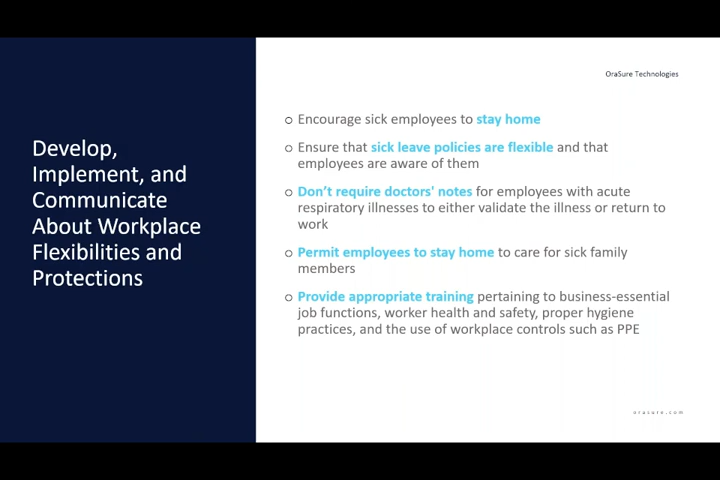 OraSure Technologies
Develop,
Implement, and
Communicate
About Workplace
Flexibilities and
Protections
Encourage sick employees to stay home
Ensure that sick leave policies are flexible and that
employees are aware of them
Don't require doctors' notes for employees with acute
respiratory illnesses to either validate the illness or return to
work
Permit employees to stay home to care for sick family
members
Provide appropriate training pertaining to business-essential
job functions, worker health and safety, proper hygiene
practices, and the use of workplace controls such as PPE
orasure.com